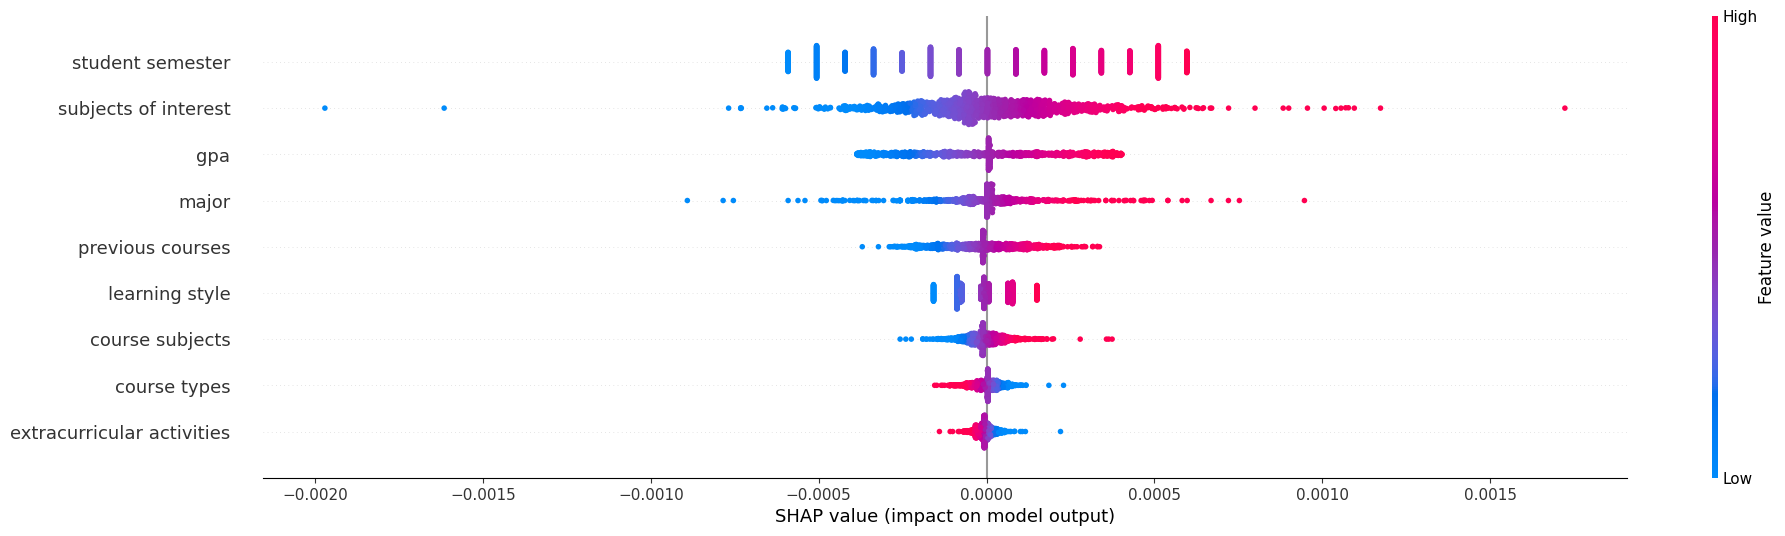 High
student semester
subjects of interest
gpa
major
previous courses
learning style
course subjects
course types
extracurricular activities
Feature value
Low
−0.0020 −0.0015 −0.0010 −0.0005 0.0000 0.0005 0.0010 0.0015
SHAP value (impact on model output)